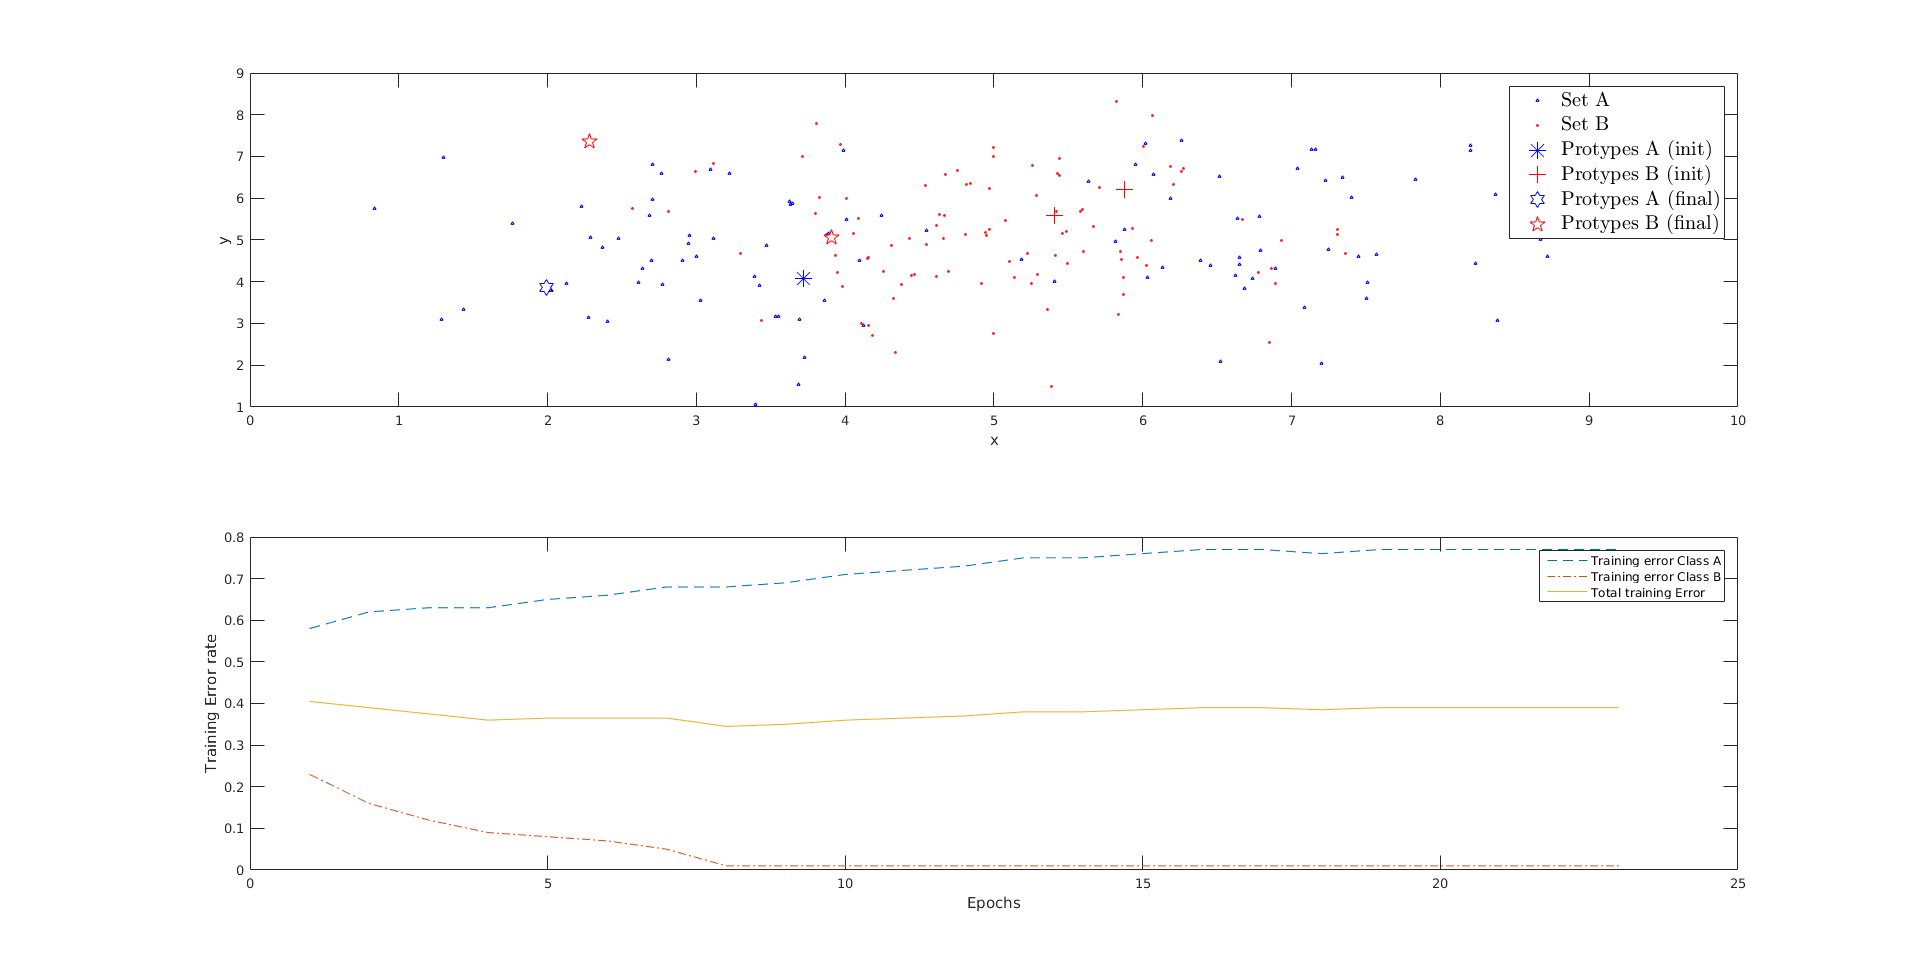 9
8
7
6
5
4
3
2
1
y
0 1 2 3 4 5 6 7 8 9 10
x
Set A
Set B
Protypes A (init)
Protypes B (init)
Protypes A (final)
Protypes B (final)
0.8
0.7
0.6
0.5
0.4
0.3
0.2
0.1
0
Training Error rate
0 5 10 15 20 25
Epochs
Training error Class A
Training error Class B
Total training Error